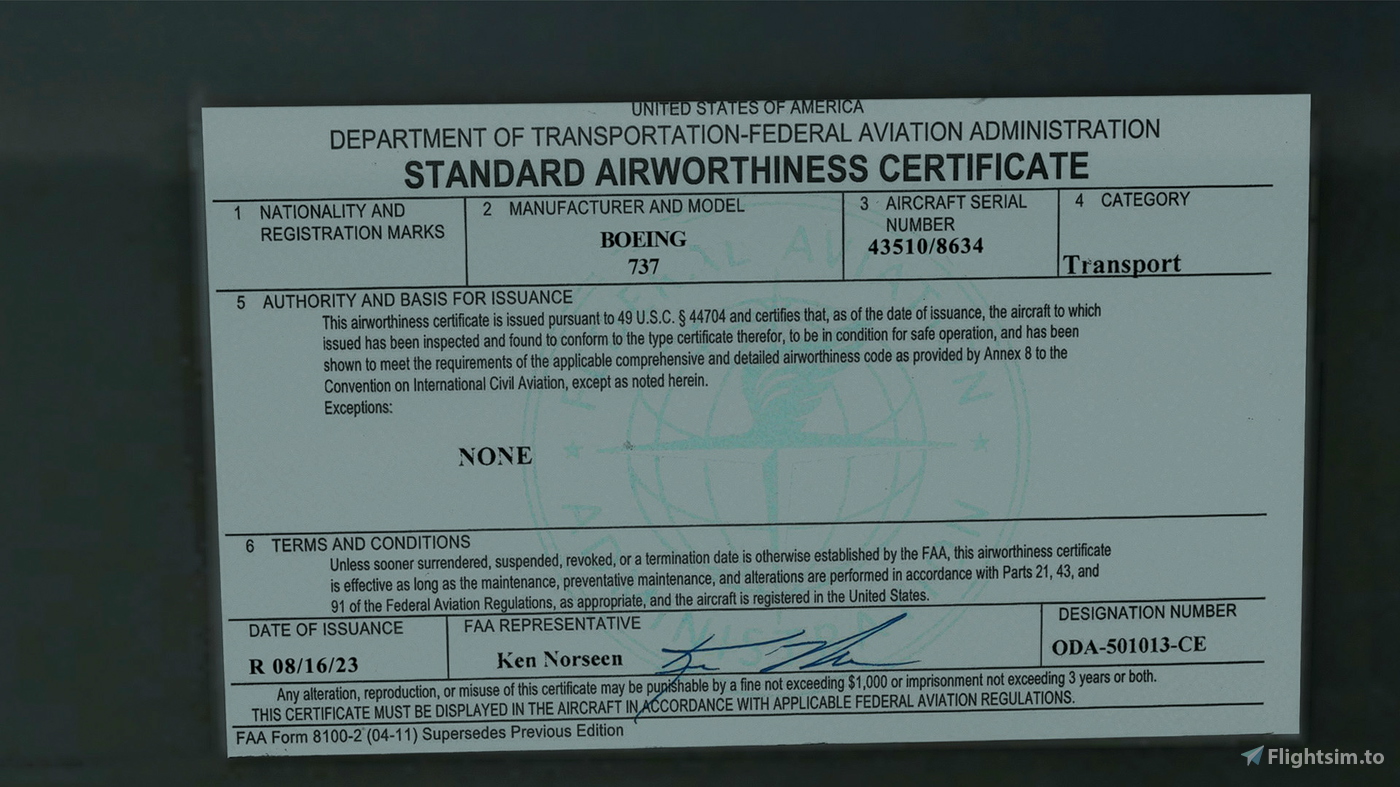 UNITED STATES OF AMERICA
DEPARTMENT OF TRANSPORTATION-FEDERAL AVIATION ADMINISTRATION
STANDARD AIRWORTHINESS CERTIFICATE
1 NATIONALITY AND
REGISTRATION MARKS
2 MANUFACTURER AND MODEL
BOEING
737
3 AIRCRAFT SERIAL
NUMBER
43510/8634
4 CATEGORY
Transport
5 AUTHORITY AND BASIS FOR ISSUANCE
This airworthiness certificate is issued pursuant to 49 U.S.C. § 44704 and certifies that, as of the date of issuance, the aircraft to which
issued has been inspected and found to conform to the type certificate therefor, to be in condition for safe operation, and has been
shown to meet the requirements of the applicable comprehensive and detailed airworthiness code as provided by Annex 8 to the
Convention on International Civil Aviation, except as noted herein.
Exceptions:
NONE
6 TERMS AND CONDITIONS
Unless sooner surrendered, suspended, revoked, or a termination date is otherwise established by the FAA, this airworthiness certificate
is effective as long as the maintenance, preventative maintenance, and alterations are performed in accordance with Parts 21, 43, and
91 of the Federal Aviation Regulations, as appropriate, and the aircraft is registered in the United States.
DATE OF ISSUANCE
R 08/16/23
FAA REPRESENTATIVE
Ken Norseen
DESIGNATION NUMBER
ODA-501013-CE
Any alteration, reproduction, or misuse of this certificate may be punishable by a fine not exceeding $1,000 or imprisonment not exceeding 3 years or both.
THIS CERTIFICATE MUST BE DISPLAYED IN THE AIRCRAFT IN ACCORDANCE WITH APPLICABLE FEDERAL AVIATION REGULATIONS.
FAA Form 8100-2 (04-11) Supersedes Previous Edition
Flightsim.to